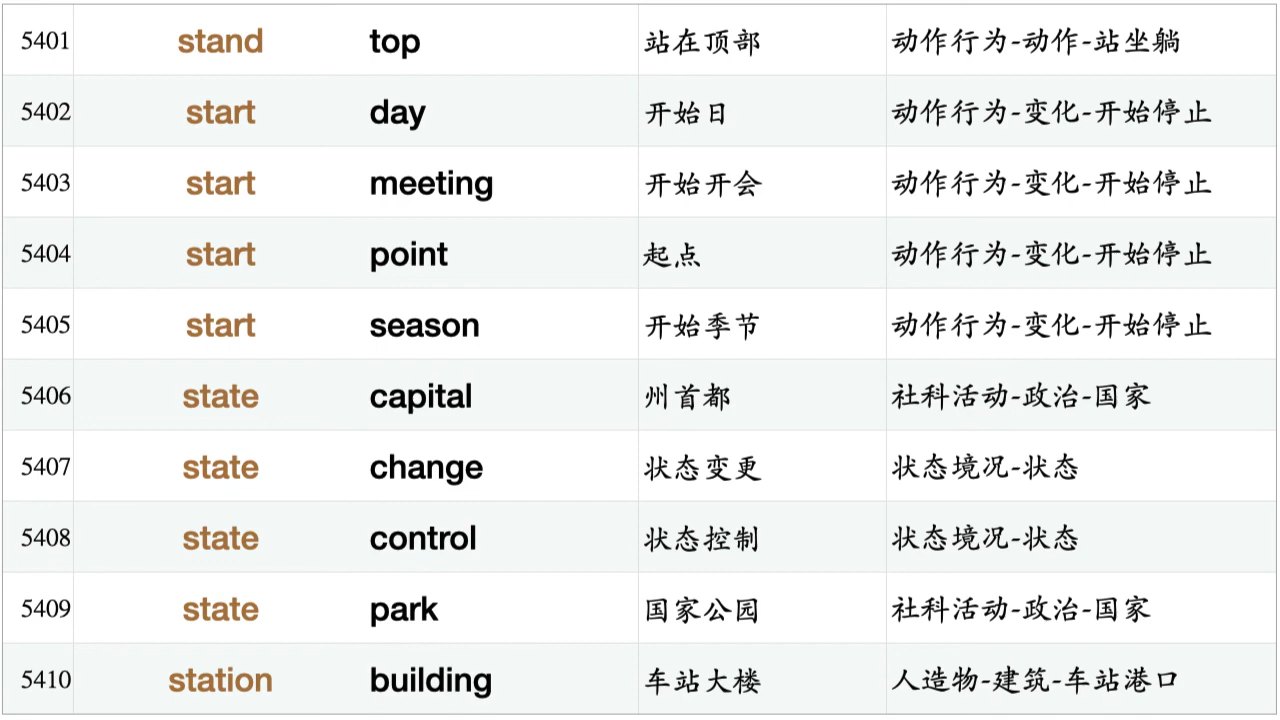 5401 stand top 站在顶部 动作行为-动作-站坐躺
5402 start day 开始日 动作行为-变化-开始停止
5403 start meeting 开始开会 动作行为-变化-开始停止
5404 start point 起点 动作行为-变化-开始停止
5405 start season 开始季节 动作行为-变化-开始停止
5406 state capital 州首都 社科活动-政治-国家
5407 state change 状态变更 状态境况-状态
5408 state control 状态控制 状态境况-状态
5409 state park 国家公园 社科活动-政治-国家
5410 station building 车站大楼 人造物-建筑-车站港口